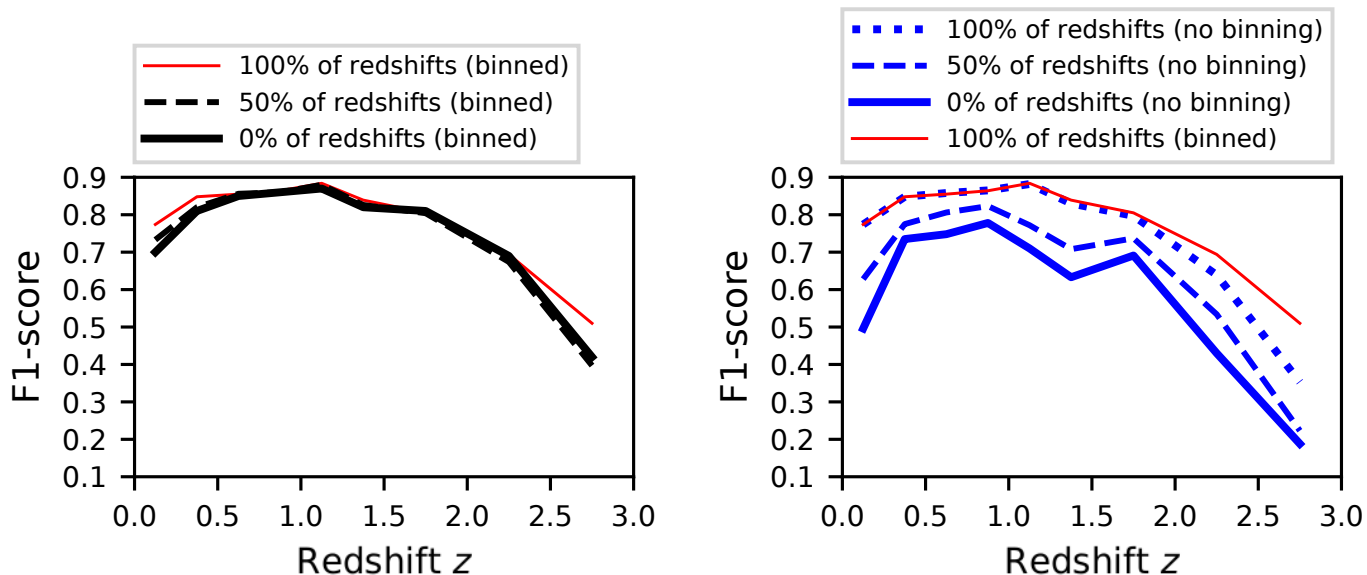 100% of redshifts (binned)
50% of redshifts (binned)
0% of redshifts (binned)
F1-score
0.9
0.8
0.7
0.6
0.5
0.4
0.3
0.2
0.1
0.0 0.5 1.0 1.5 2.0 2.5 3.0
Redshift z
100% of redshifts (no binning)
50% of redshifts (no binning)
0% of redshifts (no binning)
100% of redshifts (binned)
F1-score
0.9
0.8
0.7
0.6
0.5
0.4
0.3
0.2
0.1
0.0 0.5 1.0 1.5 2.0 2.5 3.0
Redshift z